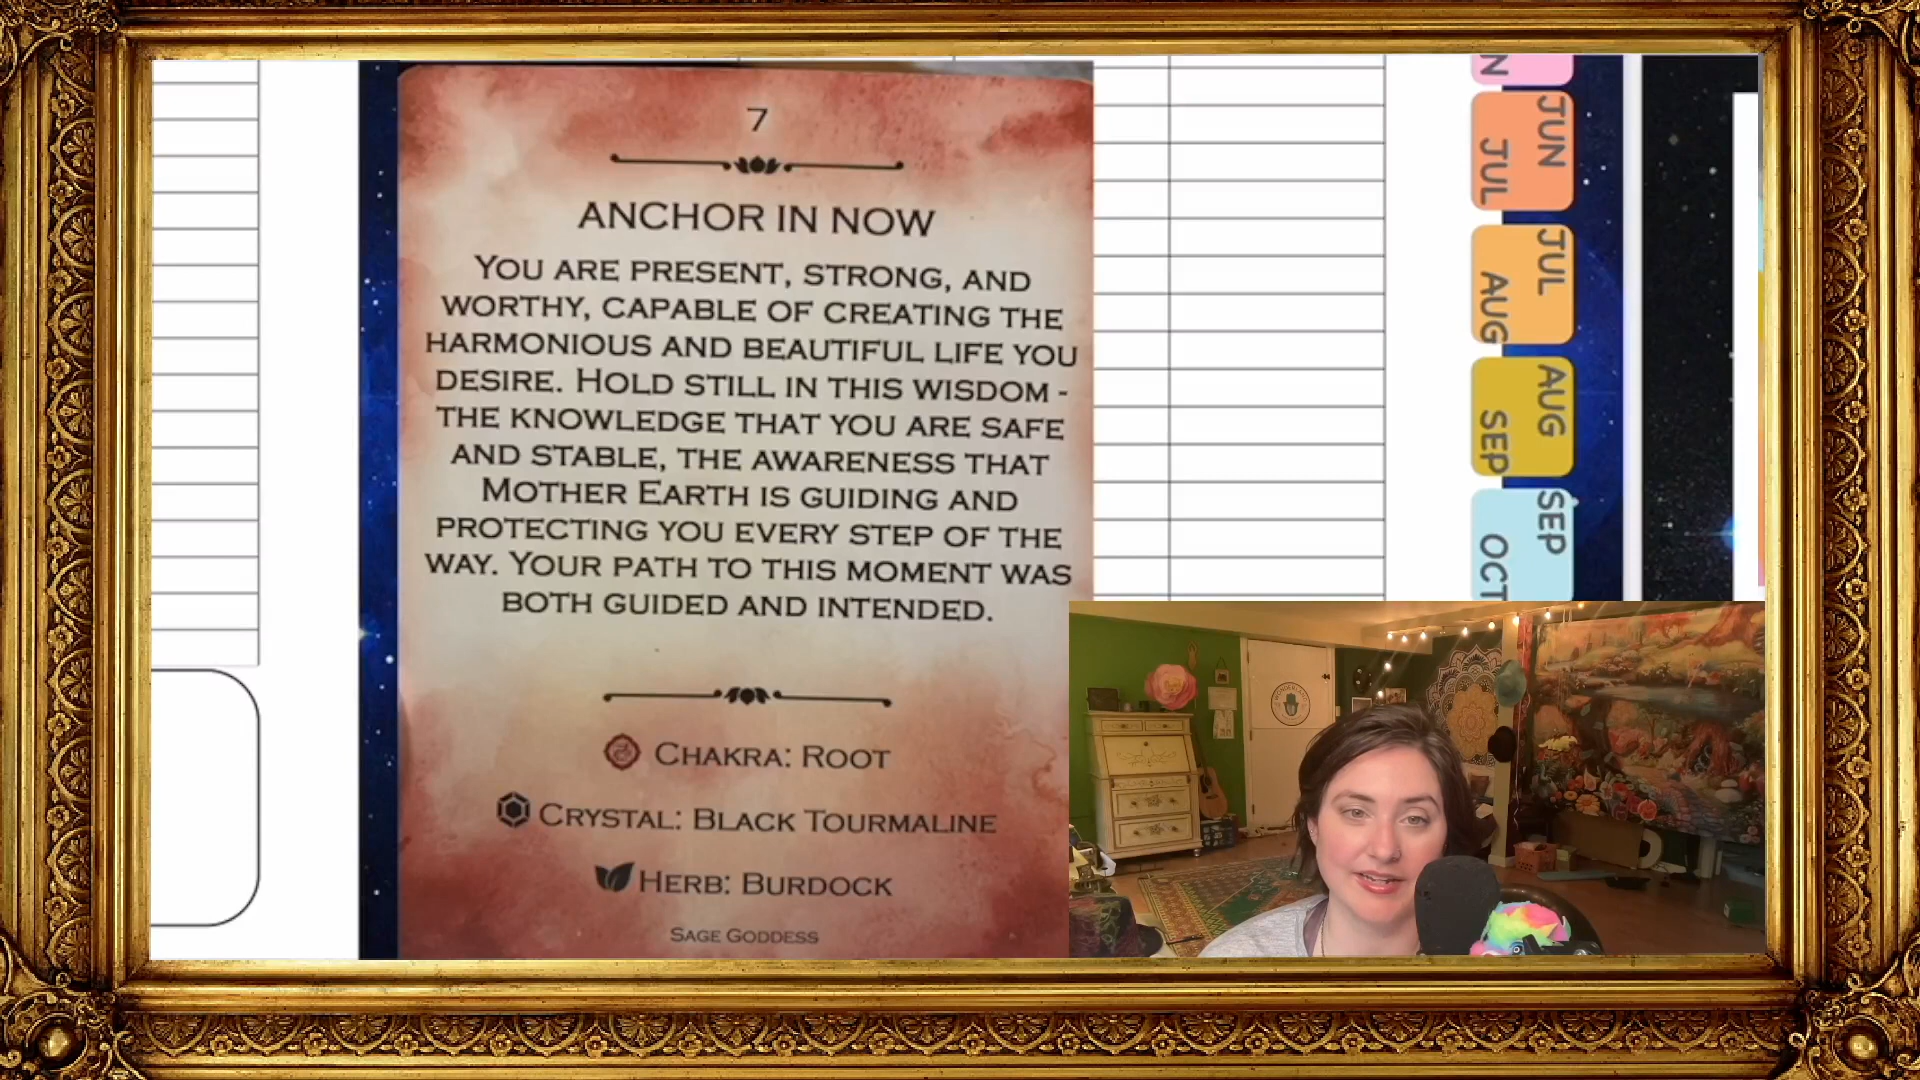 7
ANCHOR IN NOW
YOU ARE PRESENT, STRONG, AND
WORTHY, CAPABLE OF CREATING THE
HARMONIOUS AND BEAUTIFUL LIFE YOU
DESIRE. HOLD STILL IN THIS WISDOM -
THE KNOWLEDGE THAT YOU ARE SAFE
AND STABLE, THE AWARENESS THAT
MOTHER EARTH IS GUIDING AND
PROTECTING YOU EVERY STEP OF THE
WAY. YOUR PATH TO THIS MOMENT WAS
BOTH GUIDED AND INTENDED.
CHAKRA: ROOT
CRYSTAL: BLACK TOURMALINE
HERB: BURDOCK
SAGE GODDESS
N
JUN
JUL
JUL
AUG
AUG
SEP
SEP
OCT